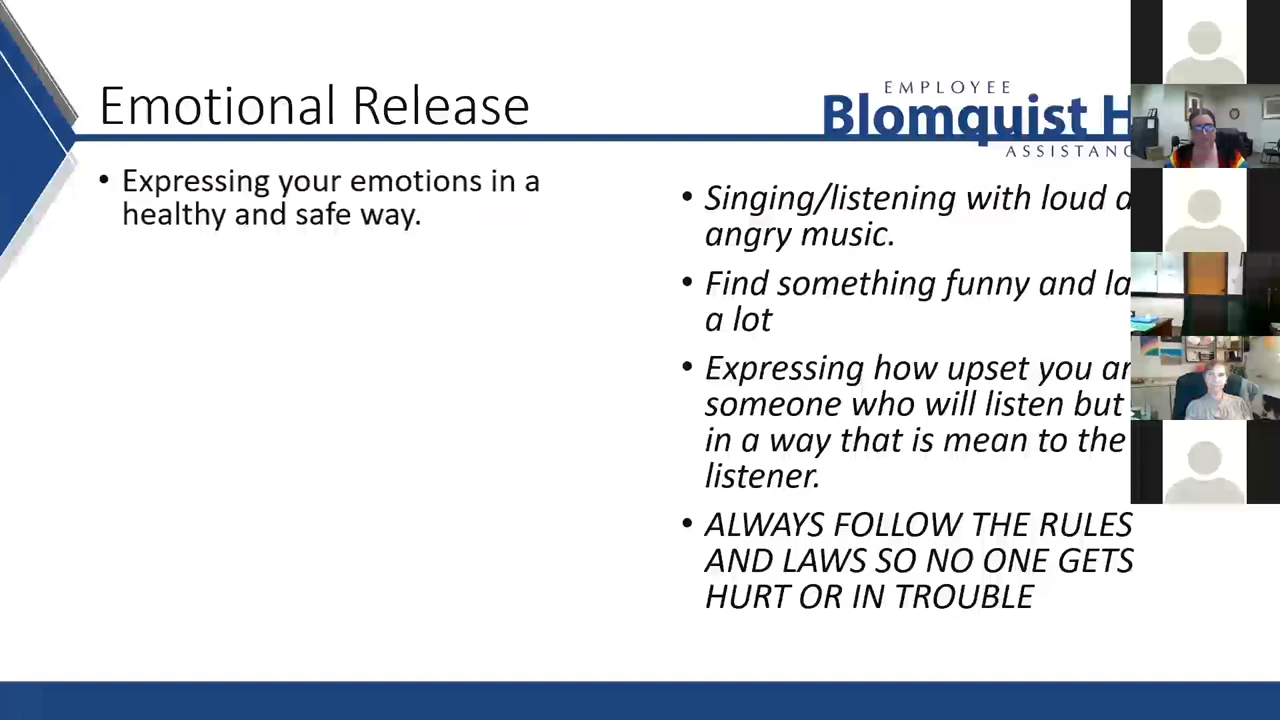 Emotional Release
EMPLOYEE
Blomquist H
ASSISTANC
• Expressing your emotions in a
healthy and safe way.
• Singing/listening with loud
angry music.
• Find something funny and
a lot
• Expressing how upset you
someone who will listen but
in a way that is mean to the
listener.
• ALWAYS FOLLOW THE RULES
AND LAWS SO NO ONE GETS
HURT OR IN TROUBLE